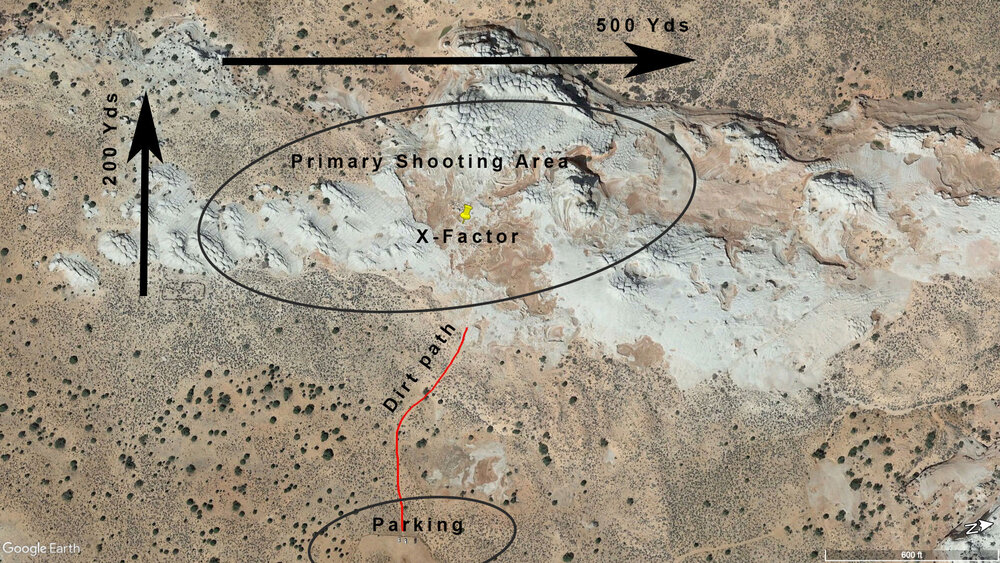 500 Yds
200 Yds
Primary Shooting Area
X-Factor
Dirt path
Parking
Google Earth
N
600 ft